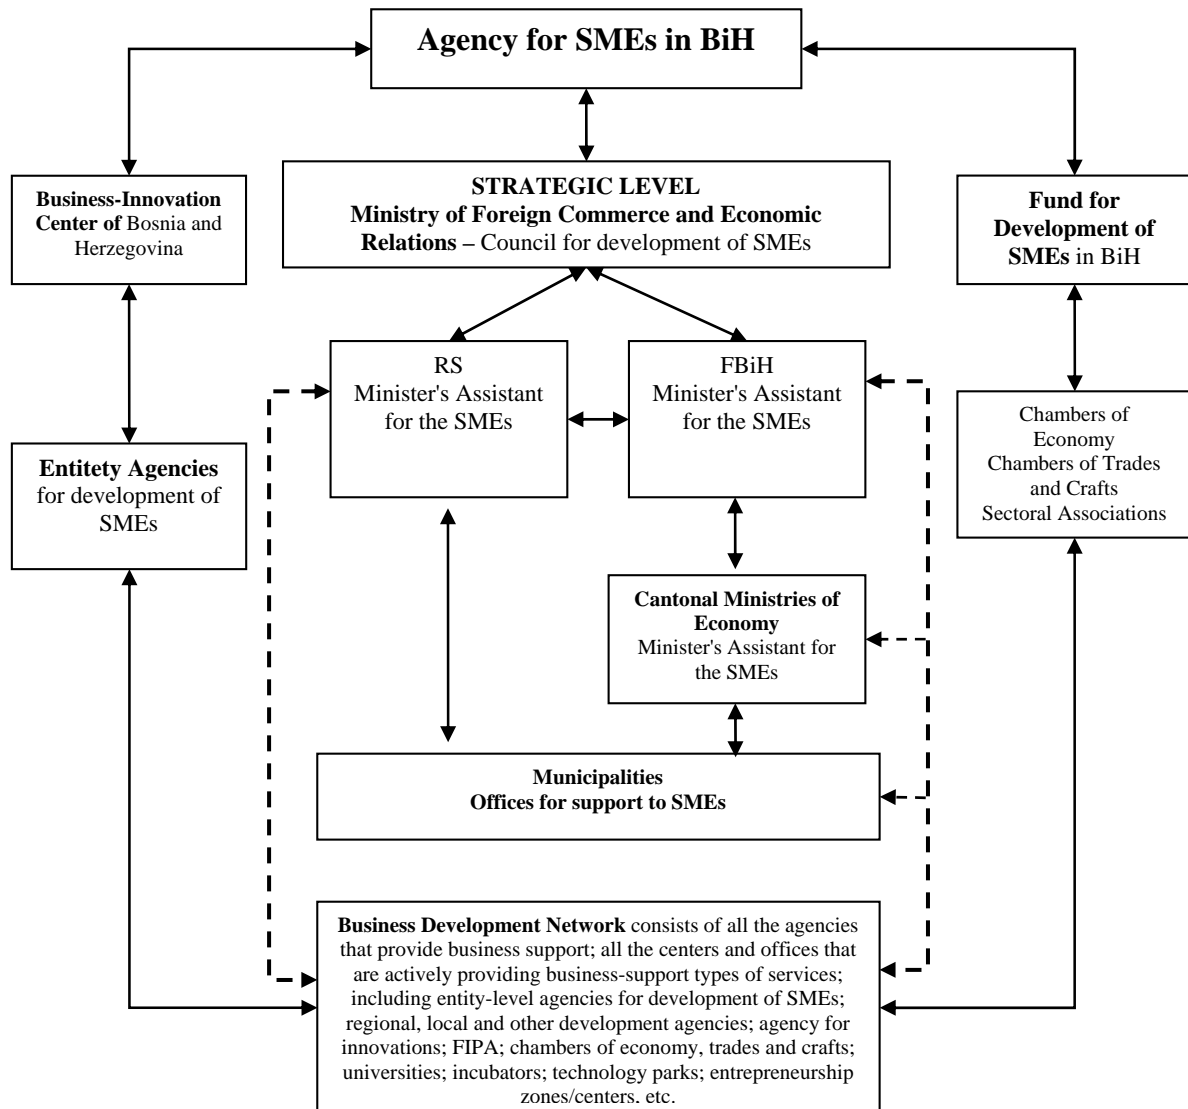 Agency for SMEs in BiH
STRATEGIC LEVEL
Ministry of Foreign Commerce and Economic
Relations – Council for development of SMEs
Business-Innovation
Center of Bosnia and
Herzegovina
Fund for
Development of
SMEs in BiH
RS
Minister's Assistant
for the SMEs
FBiH
Minister's Assistant
for the SMEs
Entitety Agencies
for development of
SMEs
Chambers of
Economy
Chambers of Trades
and Crafts
Sectoral Associations
Cantonal Ministries of
Economy
Minister's Assistant for
the SMEs
Municipalities
Offices for support to SMEs
Business Development Network consists of all the agencies
that provide business support; all the centers and offices that
are actively providing business-support types of services;
including entity-level agencies for development of SMEs;
regional, local and other development agencies; agency for
innovations; FIPA; chambers of economy, trades and crafts;
universities; incubators; technology parks; entrepreneurship
zones/centers, etc.